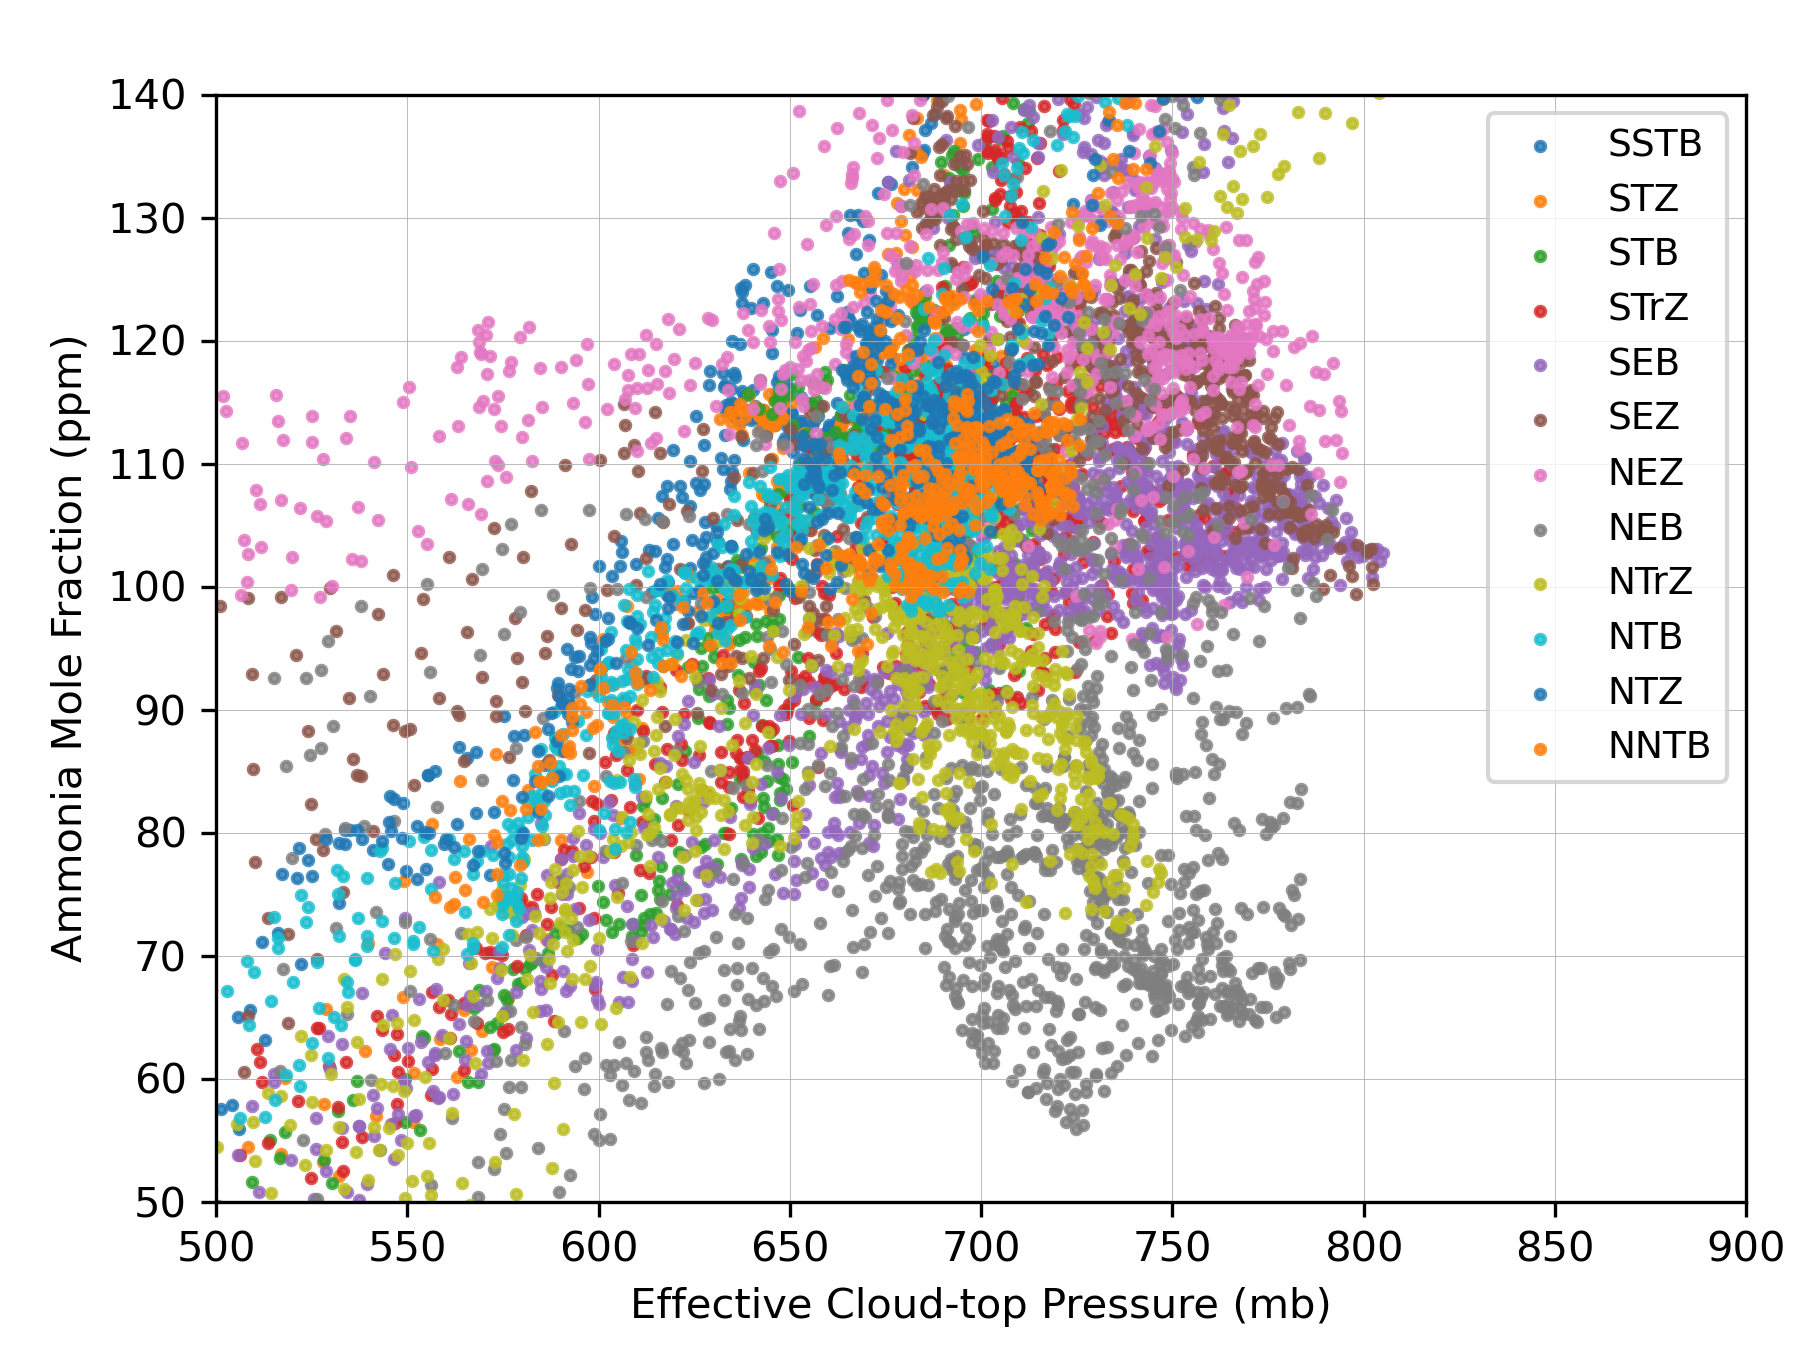 140
130
120
110
100
90
80
70
60
50
Ammonia Mole Fraction (ppm)
500 550 600 650 700 750 800 850 900
Effective Cloud-top Pressure (mb)
SSTB
STZ
STB
STrZ
SEB
SEZ
NEZ
NEB
NTrZ
NTB
NTZ
NNTB